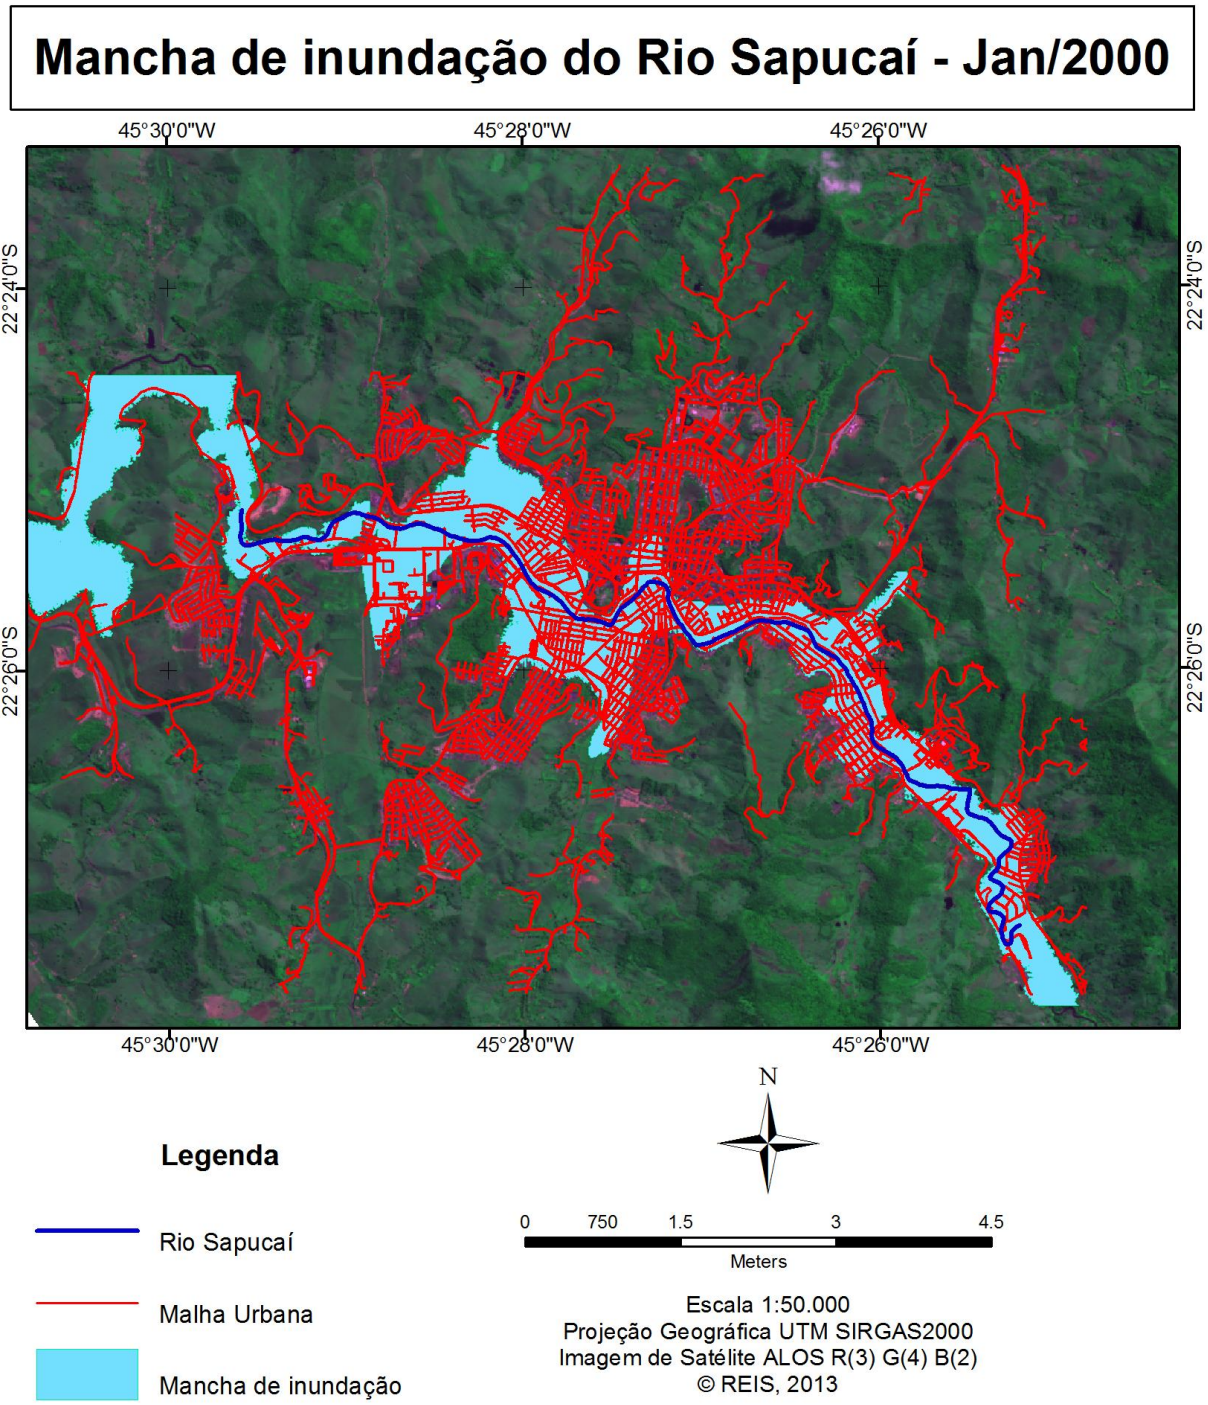 Mancha de inundação do Rio Sapucaí - Jan/2000
45°30'0"W 45°28'0"W 45°26'0"W
22°24'0"S 22°24'0"S
22°26'0"S 22°26'0"S
45°30'0"W 45°28'0"W 45°26'0"W
N
Legenda
Rio Sapucaí
Malha Urbana
Mancha de inundação
0 750 1.5 3 4.5
Meters
Escala 1:50.000
Projeção Geográfica UTM SIRGAS2000
Imagem de Satélite ALOS R(3) G(4) B(2)
© REIS, 2013